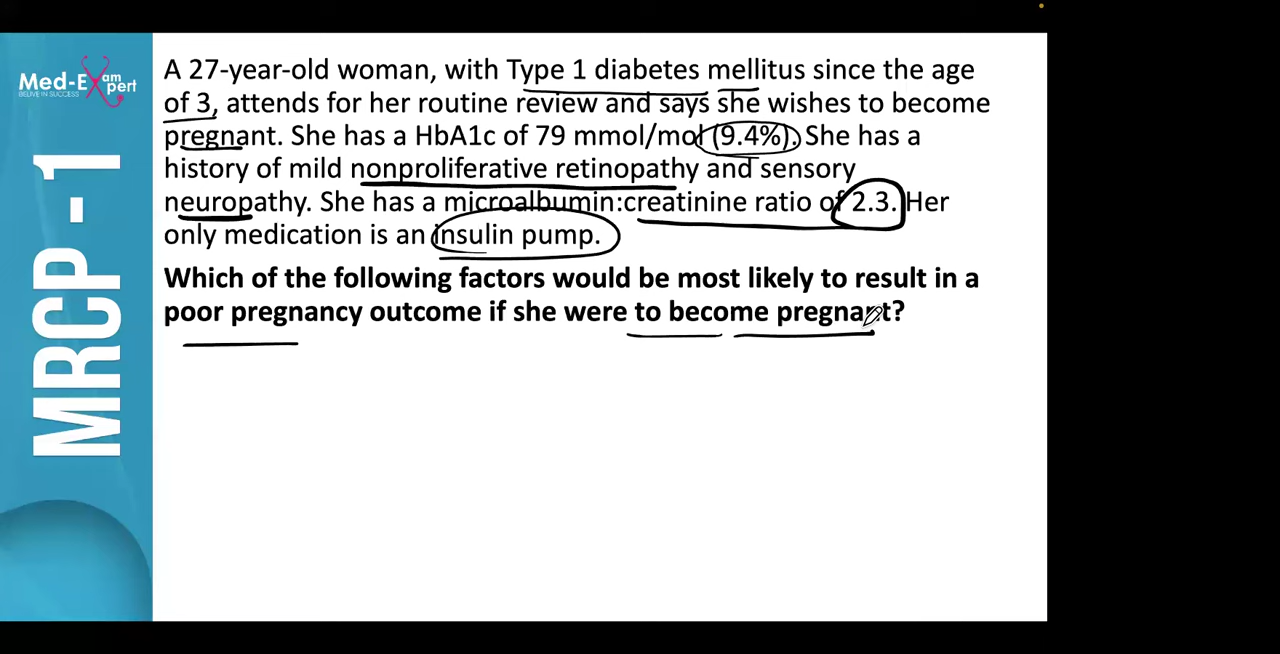 Med-Exam
pert
BELIVE IN SUCCESS
MRCP - 1
A 27-year-old woman, with Type 1 diabetes mellitus since the age
of 3, attends for her routine review and says she wishes to become
pregnant. She has a HbA1c of 79 mmol/mol (9.4%). She has a
history of mild nonproliferative retinopathy and sensory
neuropathy. She has a microalbumin:creatinine ratio of 2.3. Her
only medication is an insulin pump.
Which of the following factors would be most likely to result in a
poor pregnancy outcome if she were to become pregnant?